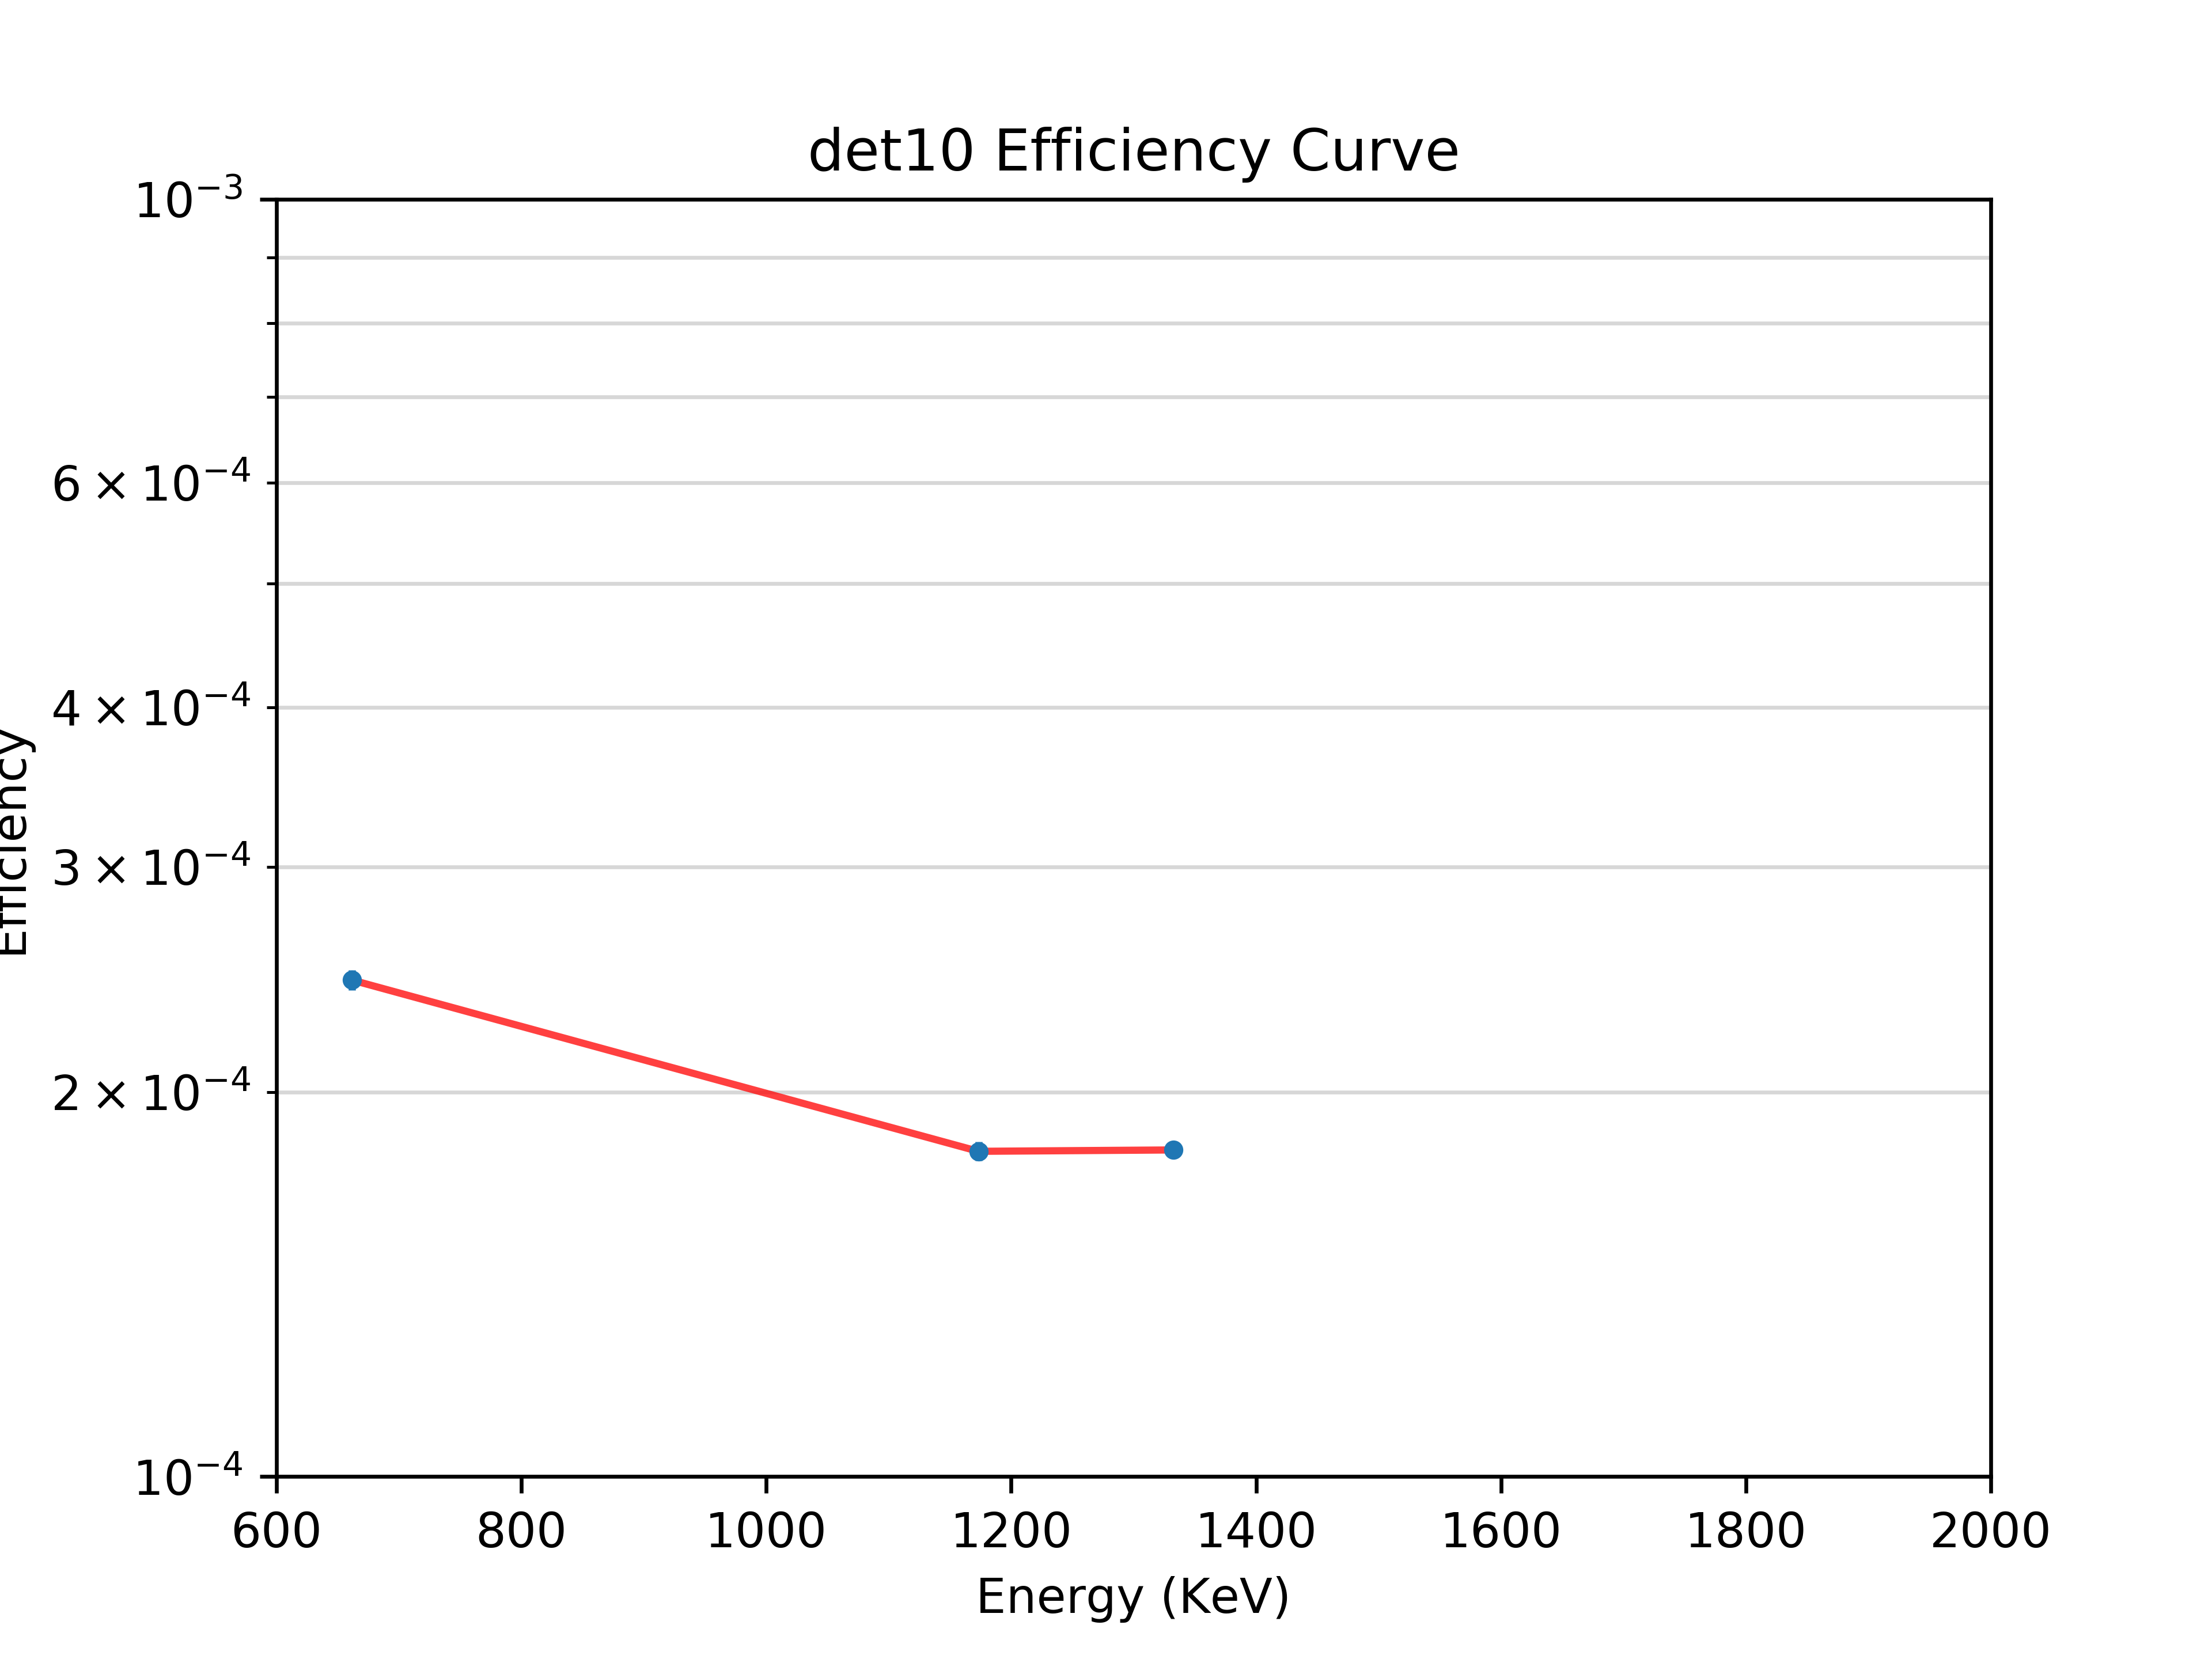 det10 Efficiency Curve
10⁻³
6 × 10⁻⁴
4 × 10⁻⁴
3 × 10⁻⁴
2 × 10⁻⁴
10⁻⁴
Efficiency
600 800 1000 1200 1400 1600 1800 2000
Energy (KeV)